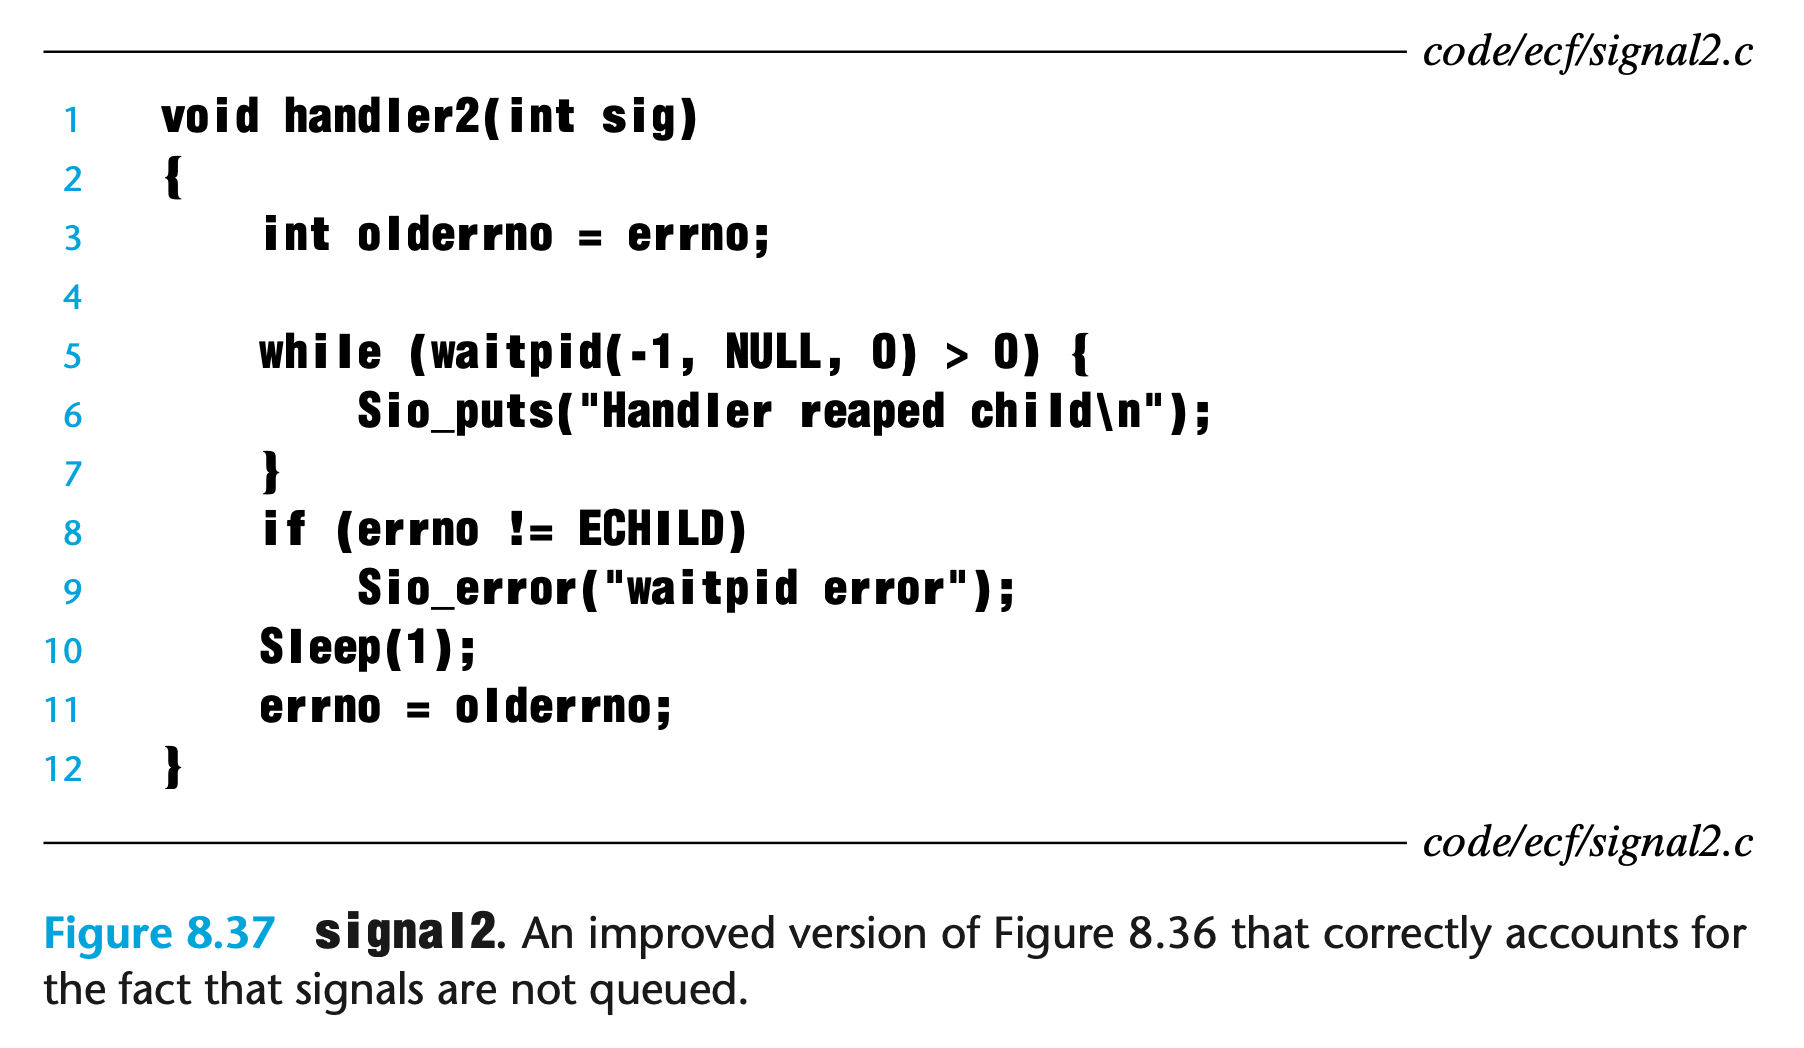 code/ecf/signal2.c
1 void handler2(int sig)
2 {
3 int olderrno = errno;
4
5 while (waitpid(-1, NULL, 0) > 0) {
6 Sio_puts("Handler reaped child\n");
7 }
8 if (errno != ECHILD)
9 Sio_error("waitpid error");
10 Sleep(1);
11 errno = olderrno;
12 }
code/ecf/signal2.c
Figure 8.37 signal2. An improved version of Figure 8.36 that correctly accounts for
the fact that signals are not queued.